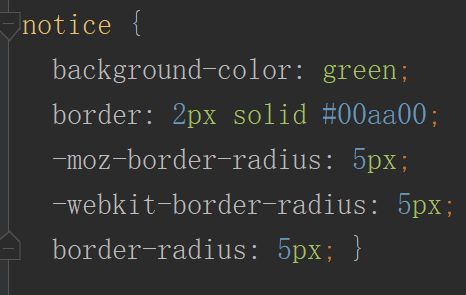 notice {
background-color: green;
border: 2px solid #00aa00;
-moz-border-radius: 5px;
-webkit-border-radius: 5px;
border-radius: 5px; }